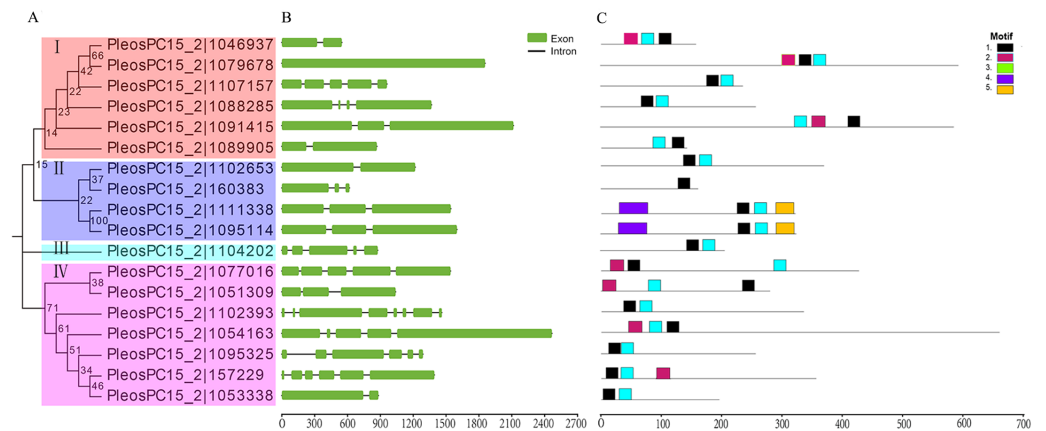 A B C
I
II
III
IV
PleosPC15_2|1046937
PleosPC15_2|1079678
PleosPC15_2|1107157
PleosPC15_2|1088285
PleosPC15_2|1091415
PleosPC15_2|1089905
PleosPC15_2|1102653
PleosPC15_2|160383
PleosPC15_2|1111338
PleosPC15_2|1095114
PleosPC15_2|1104202
PleosPC15_2|1077016
PleosPC15_2|1051309
PleosPC15_2|1102393
PleosPC15_2|1054163
PleosPC15_2|1095325
PleosPC15_2|157229
PleosPC15_2|1053338
66
42
22
23
14
15
37
22
100
38
71
61
51
34
46
Exon
Intron
0 300 600 900 1200 1500 1800 2100 2400 2700
Motif
1.
2.
3.
4.
5.
0 100 200 300 400 500 600 700